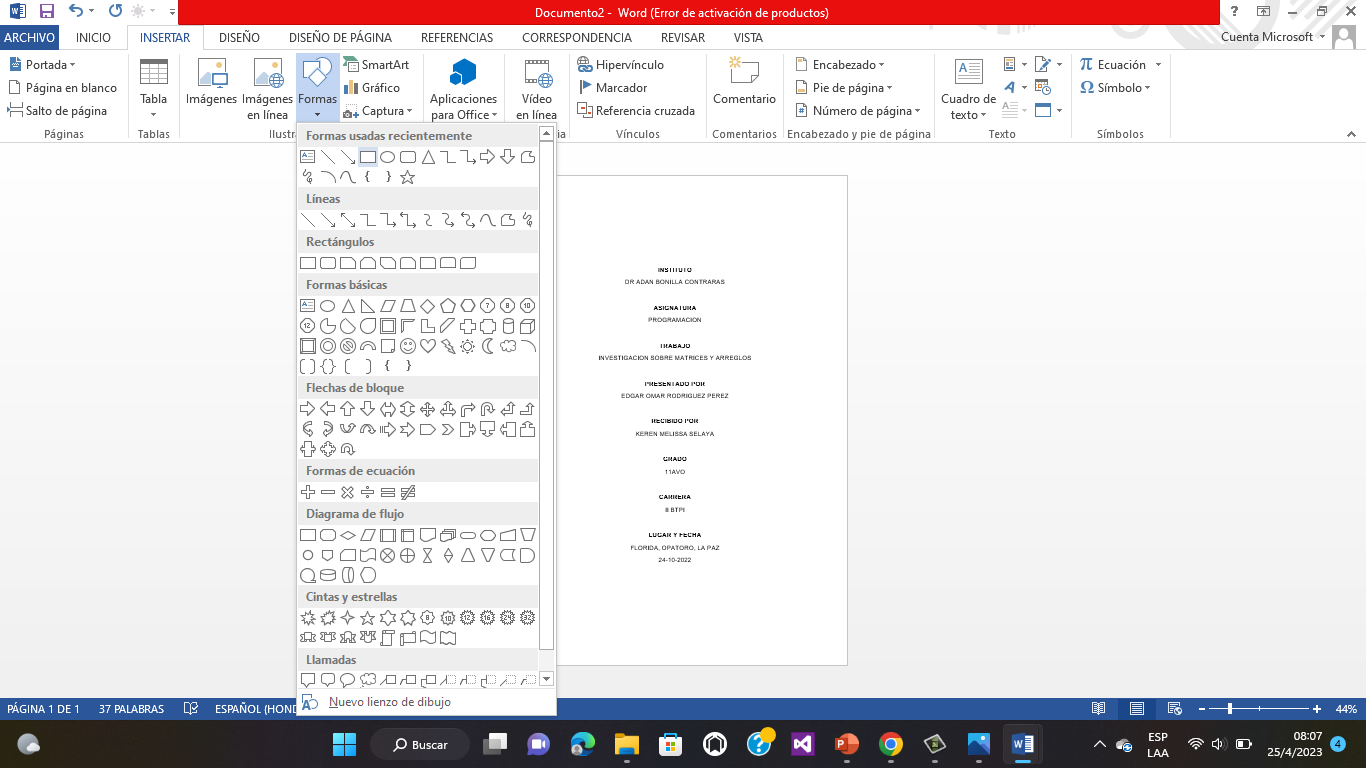 Documento2 - Word (Error de activación de productos)
ARCHIVO INICIO INSERTAR DISEÑO DISEÑO DE PÁGINA REFERENCIAS CORRESPONDENCIA REVISAR VISTA Cuenta Microsoft
Portada
Página en blanco
Salto de página
Páginas
Tabla
Tablas
Imágenes
Imágenes en línea
Formas
SmartArt
Gráfico
Captura
Ilustr
Aplicaciones para Office
Vídeo en línea
Hipervínculo
Marcador
Referencia cruzada
Vínculos
Comentario
Comentarios
Encabezado
Pie de página
Número de página
Encabezado y pie de página
Cuadro de texto
Texto
Ecuación
Símbolo
Símbolos
Formas usadas recientemente
Líneas
Rectángulos
Formas básicas
Flechas de bloque
Formas de ecuación
Diagrama de flujo
Cintas y estrellas
Llamadas
Nuevo lienzo de dibujo
INSTITUTO
DR ADAN BONILLA CONTRARAS
ASIGNATURA
PROGRAMACION
TRABAJO
INVESTIGACION SOBRE MATRICES Y ARREGLOS
PRESENTADO POR
EDGAR OMAR RODRIGUEZ PEREZ
RECIBIDO POR
KEREN MELISSA SELAYA
GRADO
11AVO
CARRERA
II BTPI
LUGAR Y FECHA
FLORIDA, OPATORO, LA PAZ
24-10-2022
PÁGINA 1 DE 1 37 PALABRAS ESPAÑOL (HOND 44%
Buscar
ESP
LAA
08:07
25/4/2023
4